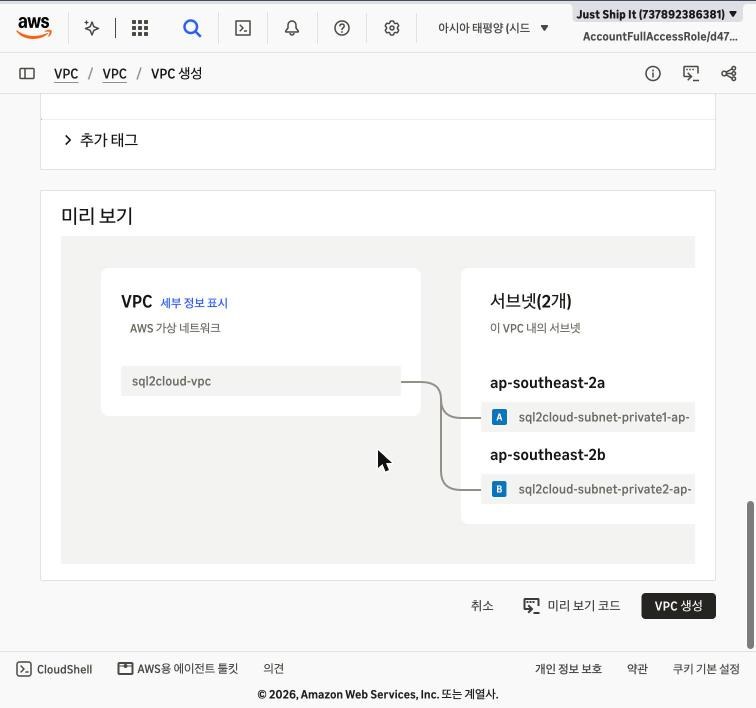 aws
아시아 태평양 (시드
Just Ship It (737892386381)
AccountFullAccessRole/d47...
VPC / VPC / VPC 생성
추가 태그
미리 보기
VPC 세부 정보 표시
AWS 가상 네트워크
sql2cloud-vpc
서브넷(2개)
이 VPC 내의 서브넷
ap-southeast-2a
A sql2cloud-subnet-private1-ap-
ap-southeast-2b
B sql2cloud-subnet-private2-ap-
취소 미리 보기 코드 VPC 생성
CloudShell AWS용 에이전트 툴킷 의견 개인 정보 보호 약관 쿠키 기본 설정
© 2026, Amazon Web Services, Inc. 또는 계열사.